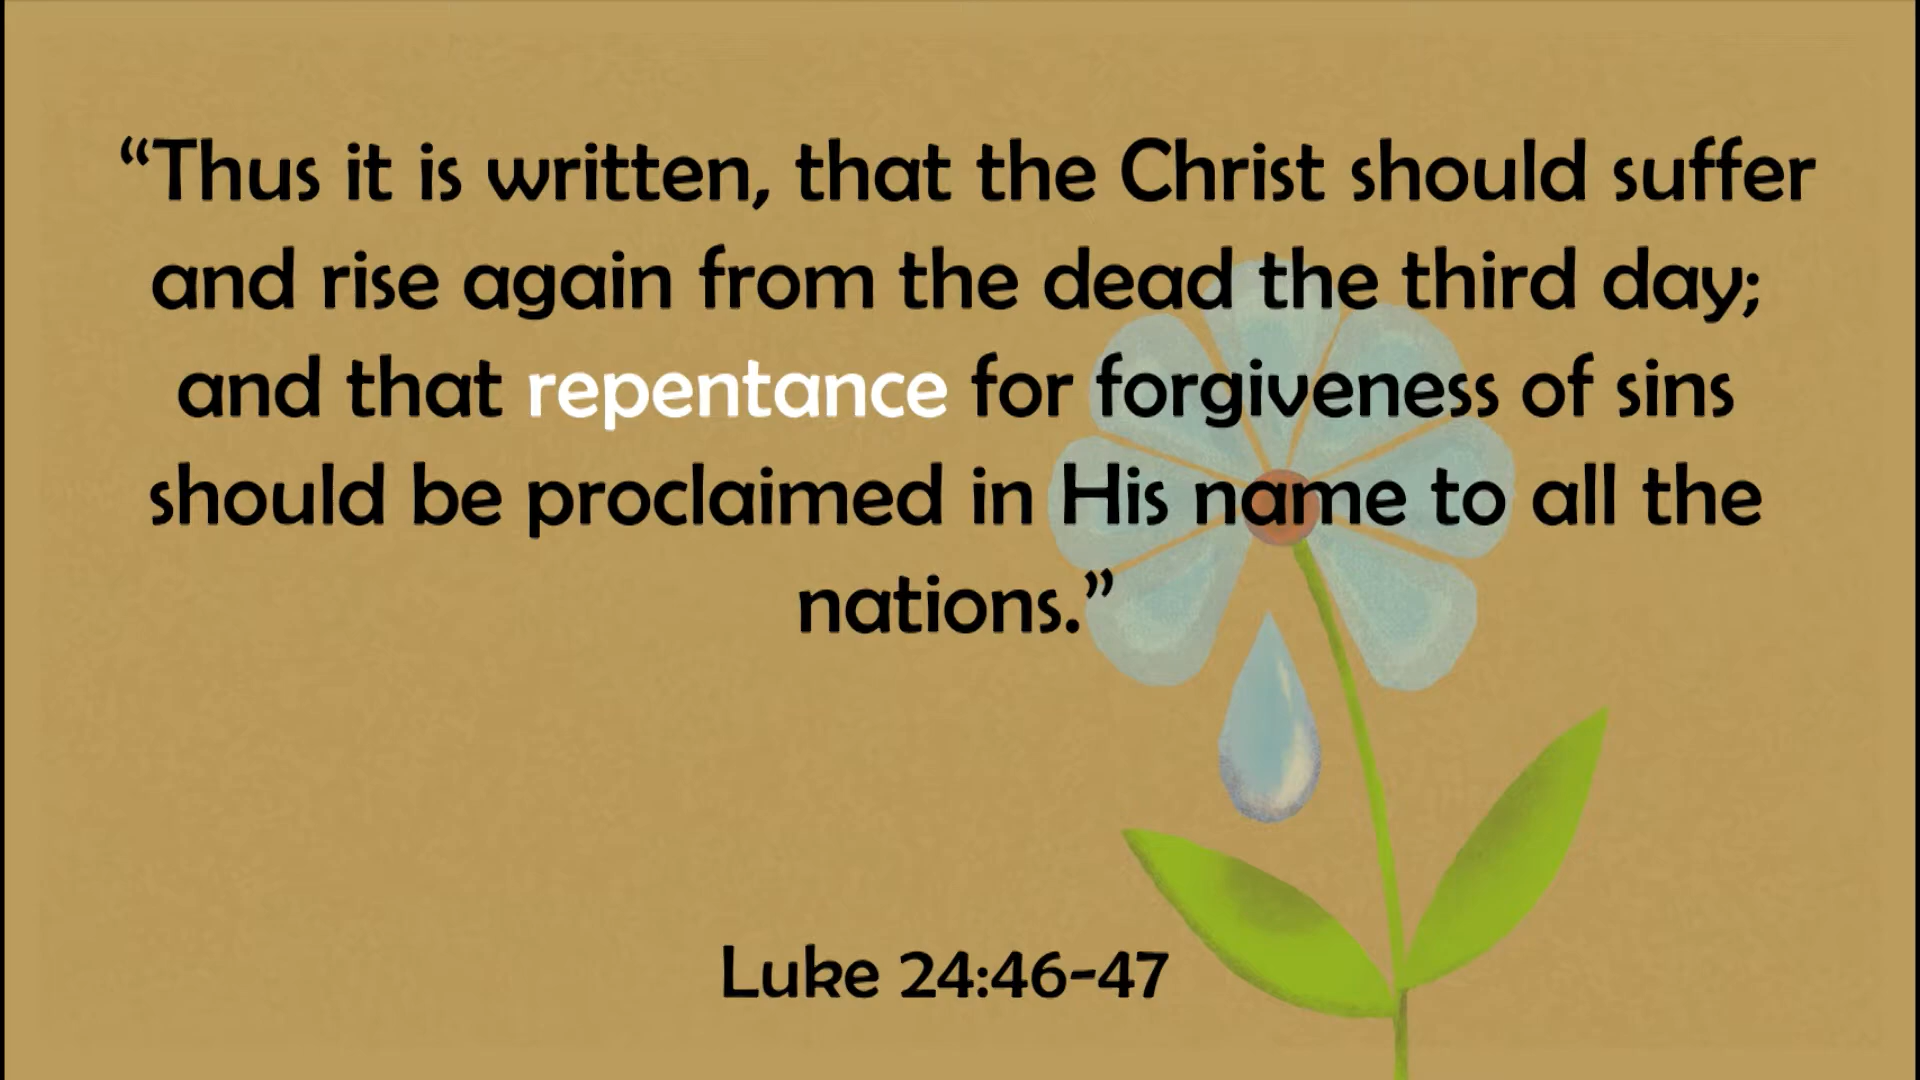 “Thus it is written, that the Christ should suffer
and rise again from the dead the third day;
and that repentance for forgiveness of sins
should be proclaimed in His name to all the
nations.”
Luke 24:46-47